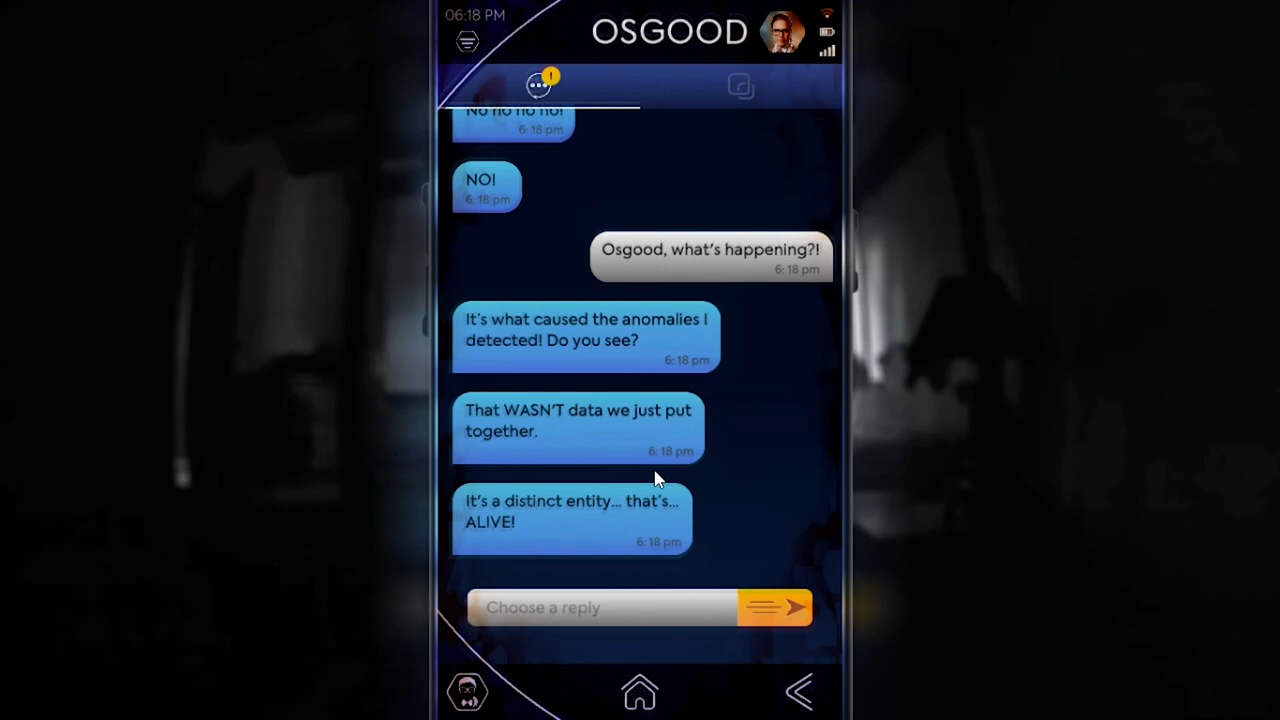 06:18 PM
OSGOOD
!
No no no no!
6:18 pm
NO!
6:18 pm
Osgood, what's happening?!
6:18 pm
It's what caused the anomalies I
detected! Do you see?
6:18 pm
That WASN'T data we just put
together.
6:18 pm
It's a distinct entity... that's...
ALIVE!
6:18 pm
Choose a reply